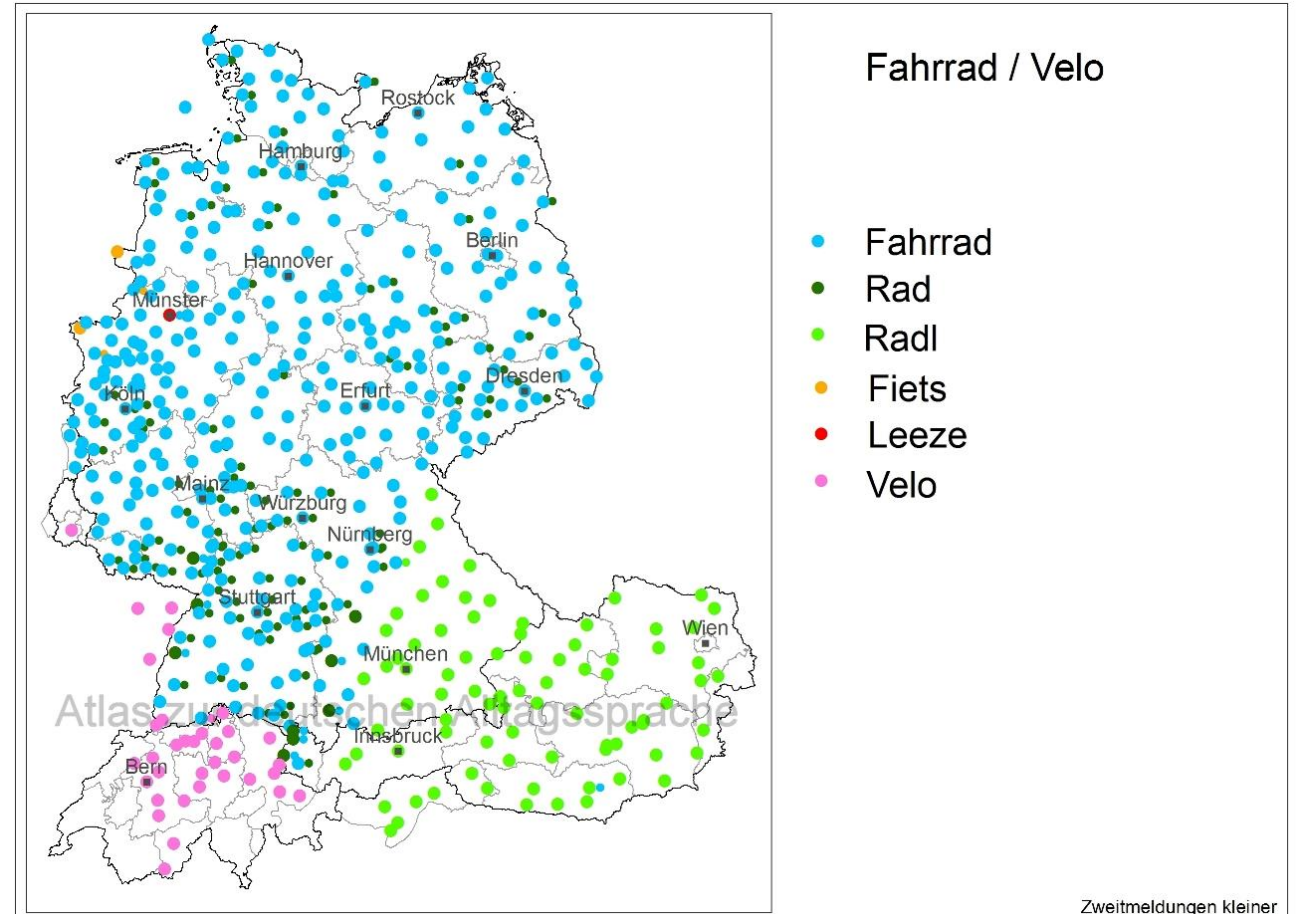 Fahrrad / Velo
Rostock
Hamburg
Berlin
Hannover
Münster
Dresden
Erfurt
Köln
Mainz
Würzburg
Nürnberg
Stuttgart
Wien
München
Atlas zur deutschen Alltagssprache
Innsbruck
Bern
Fahrrad
Rad
Radl
Fiets
Leeze
Velo
Zweitmeldungen kleiner